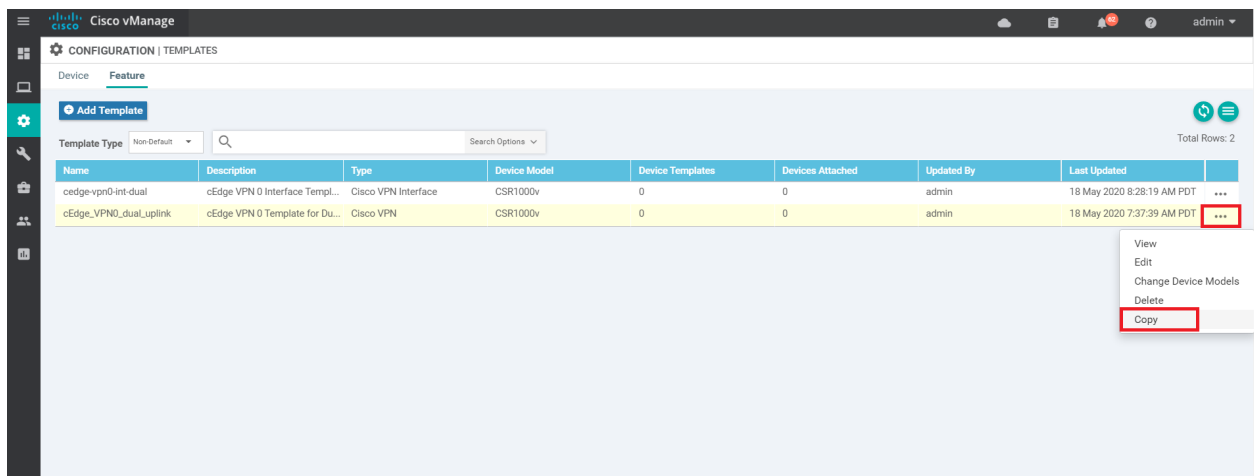 cisco Cisco vManage 62 admin
CONFIGURATION | TEMPLATES
Device Feature
Add Template
Template Type Non-Default Search Options Total Rows: 2
Name Description Type Device Model Device Templates Devices Attached Updated By Last Updated
cedge-vpn0-int-dual cEdge VPN 0 Interface Templ... Cisco VPN Interface CSR1000v 0 0 admin 18 May 2020 8:28:19 AM PDT ...
cEdge_VPN0_dual_uplink cEdge VPN 0 Template for Du... Cisco VPN CSR1000v 0 0 admin 18 May 2020 7:37:39 AM PDT ...
View
Edit
Change Device Models
Delete
Copy